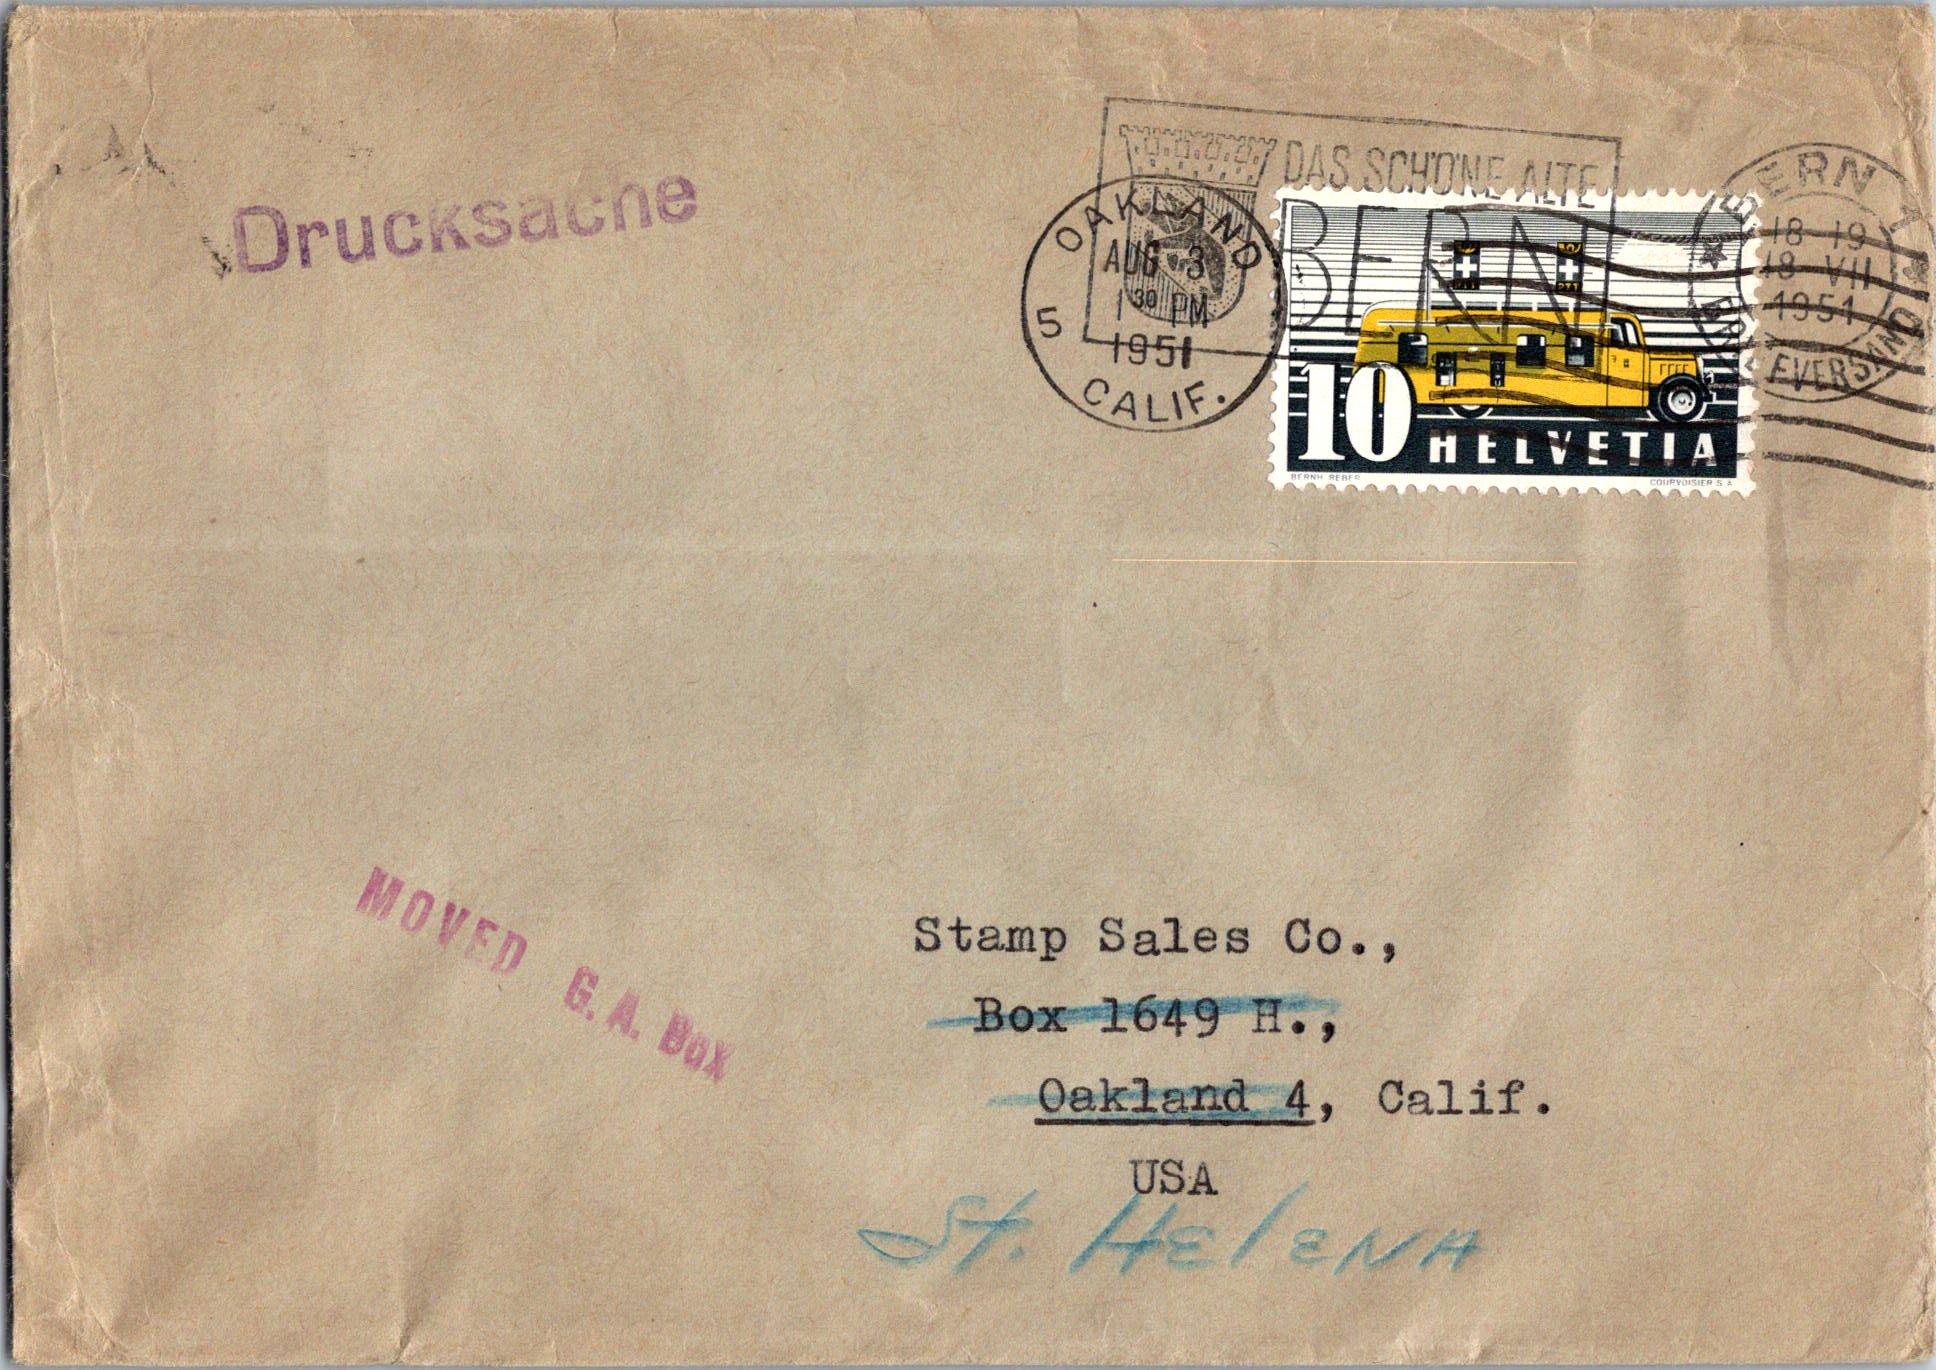 Drucksache
DAS SCHÖNE ALTE
BERN
OAKLAND
AUG 3
1 30 PM
1951
5
CALIF.
BERN 1
18 19
18 VII
1951
10 HELVETIA
BERNH. REBER
COURVOISIER S.A.
MOVED G.A. Box
Stamp Sales Co.,
Box 1649 H.,
Oakland 4, Calif.
USA
St. Helena